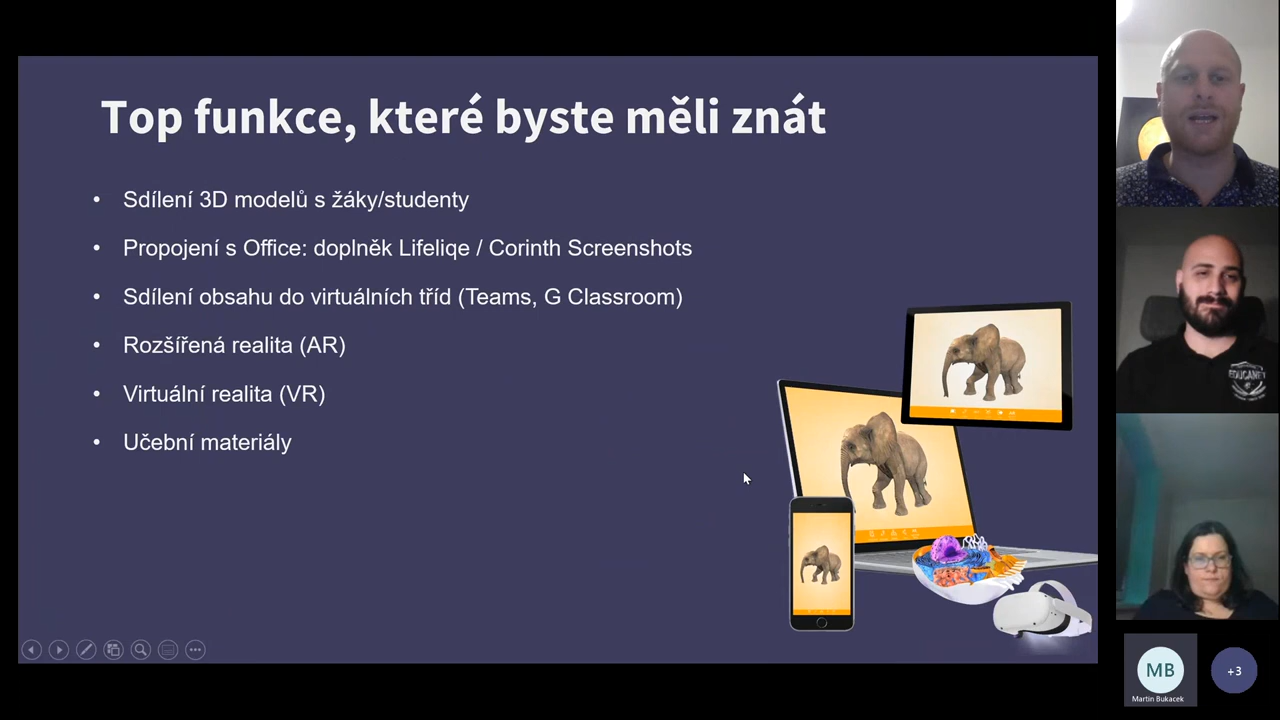 Top funkce, které byste měli znát
• Sdílení 3D modelů s žáky/studenty
• Propojení s Office: doplněk Lifeliqe / Corinth Screenshots
• Sdílení obsahu do virtuálních tříd (Teams, G Classroom)
• Rozšířená realita (AR)
• Virtuální realita (VR)
• Učební materiály
EDUCANET
MB
Martin Bukacek
+3